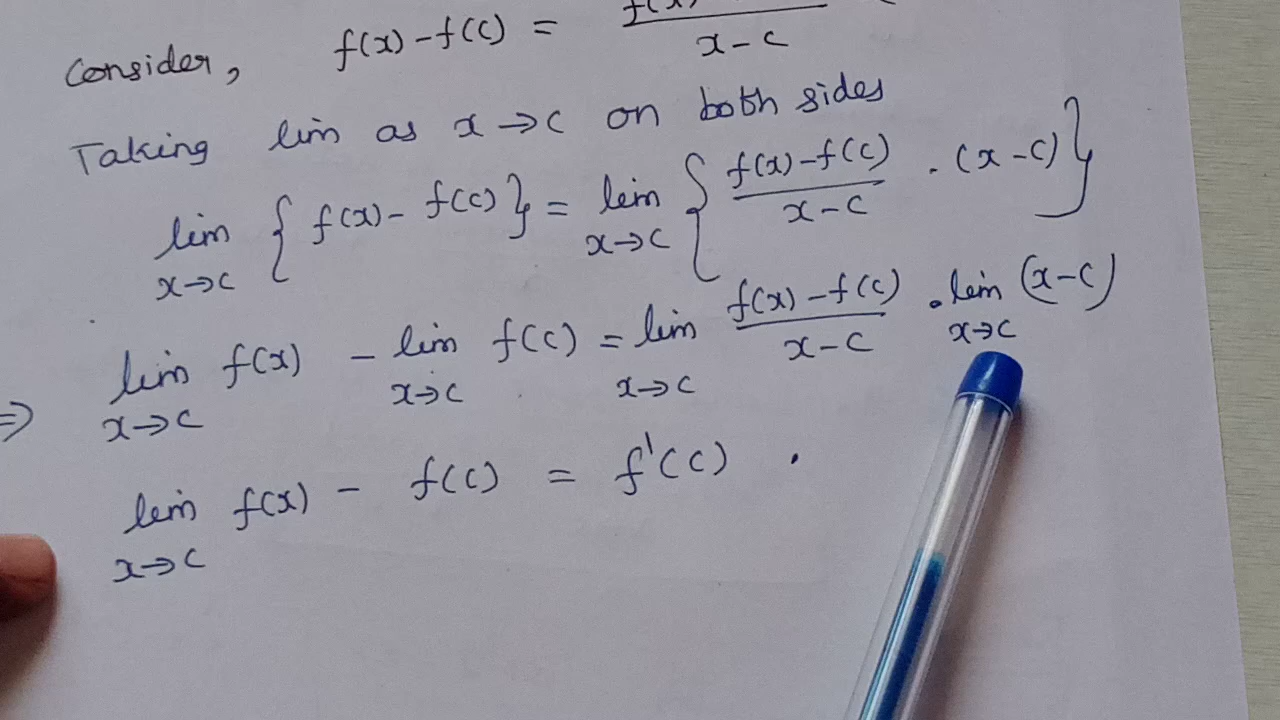 Consider, f(x) - f(c) = f(x) / x - c
Taking lim as x → c on both sides
lim x→c { f(x) - f(c) } = lim x→c { f(x) - f(c) / x - c . (x - c) }
⇒ lim x→c f(x) - lim x→c f(c) = lim x→c f(x) - f(c) / x - c . lim x→c (x - c)
lim x→c f(x) - f(c) = f'(c) .